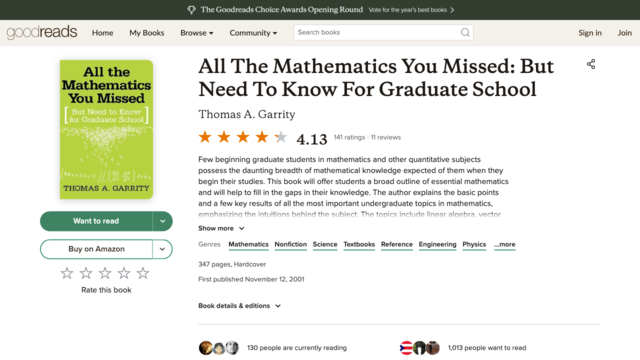 The Goodreads Choice Awards Opening Round Vote for the year's best books
goodreads Home My Books Browse Community Search books Sign in Join
All the
Mathematics
You Missed
[But Need to Know
for Graduate School]
THOMAS A. GARRITY
Want to read
Buy on Amazon
Rate this book
All The Mathematics You Missed: But
Need To Know For Graduate School
Thomas A. Garrity
4.13 141 ratings · 11 reviews
Few beginning graduate students in mathematics and other quantitative subjects
possess the daunting breadth of mathematical knowledge expected of them when they
begin their studies. This book will offer students a broad outline of essential mathematics
and will help to fill in the gaps in their knowledge. The author explains the basic points
and a few key results of all the most important undergraduate topics in mathematics,
emphasizing the intuitions behind the subject. The topics include linear algebra, vector
Show more
Genres Mathematics Nonfiction Science Textbooks Reference Engineering Physics ...more
347 pages, Hardcover
First published November 12, 2001
Book details & editions
130 people are currently reading
1,013 people want to read